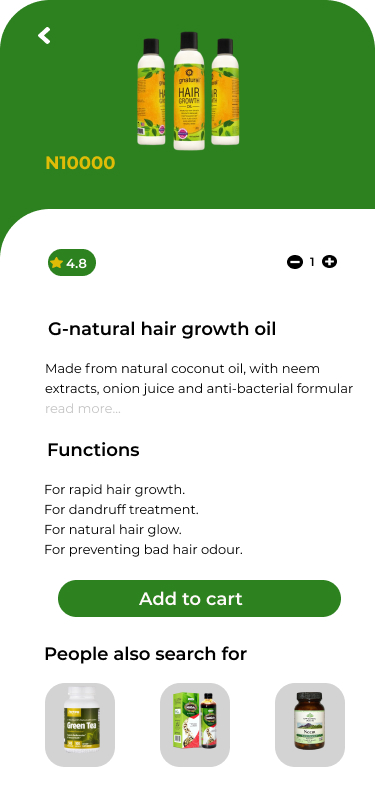 gnatural
HAIR
GROWTH
OIL
N10000
4.8
1
G-natural hair growth oil
Made from natural coconut oil, with neem
extracts, onion juice and anti-bacterial formular
read more...
Functions
For rapid hair growth.
For dandruff treatment.
For natural hair glow.
For preventing bad hair odour.
Add to cart
People also search for
Green Tea
Neem